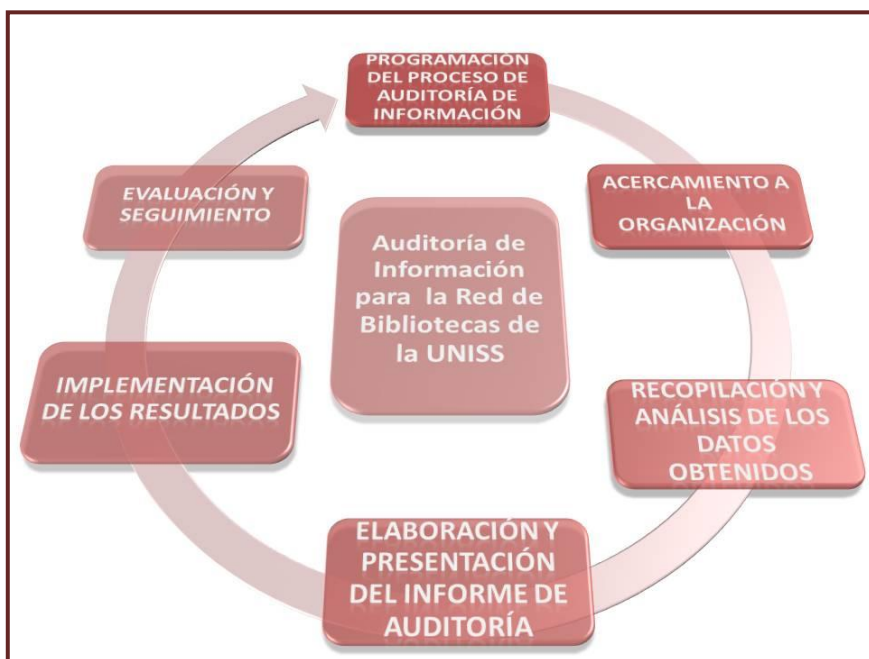 PROGRAMACIÓN
DEL PROCESO DE
AUDITORÍA DE
INFORMACIÓN
ACERCAMIENTO A
LA
ORGANIZACIÓN
RECOPILACIÓN Y
ANÁLISIS DE LOS
DATOS
OBTENIDOS
ELABORACIÓN Y
PRESENTACIÓN
DEL INFORME DE
AUDITORÍA
IMPLEMENTACIÓN
DE LOS RESULTADOS
EVALUACIÓN Y
SEGUIMIENTO
Auditoría de
Información
para la Red de
Bibliotecas de
la UNISS